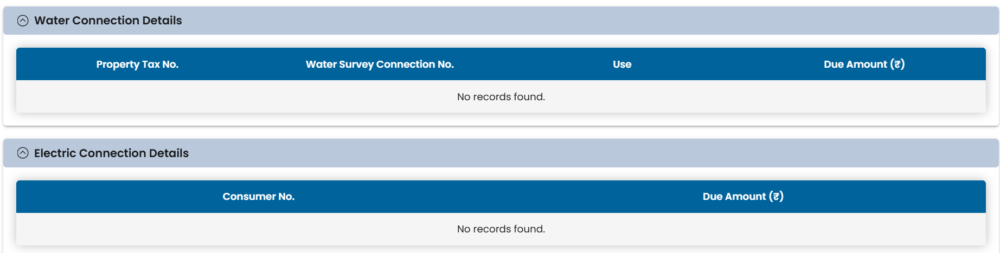 Water Connection Details
Property Tax No. Water Survey Connection No. Use Due Amount (₹)
No records found.
Electric Connection Details
Consumer No. Due Amount (₹)
No records found.